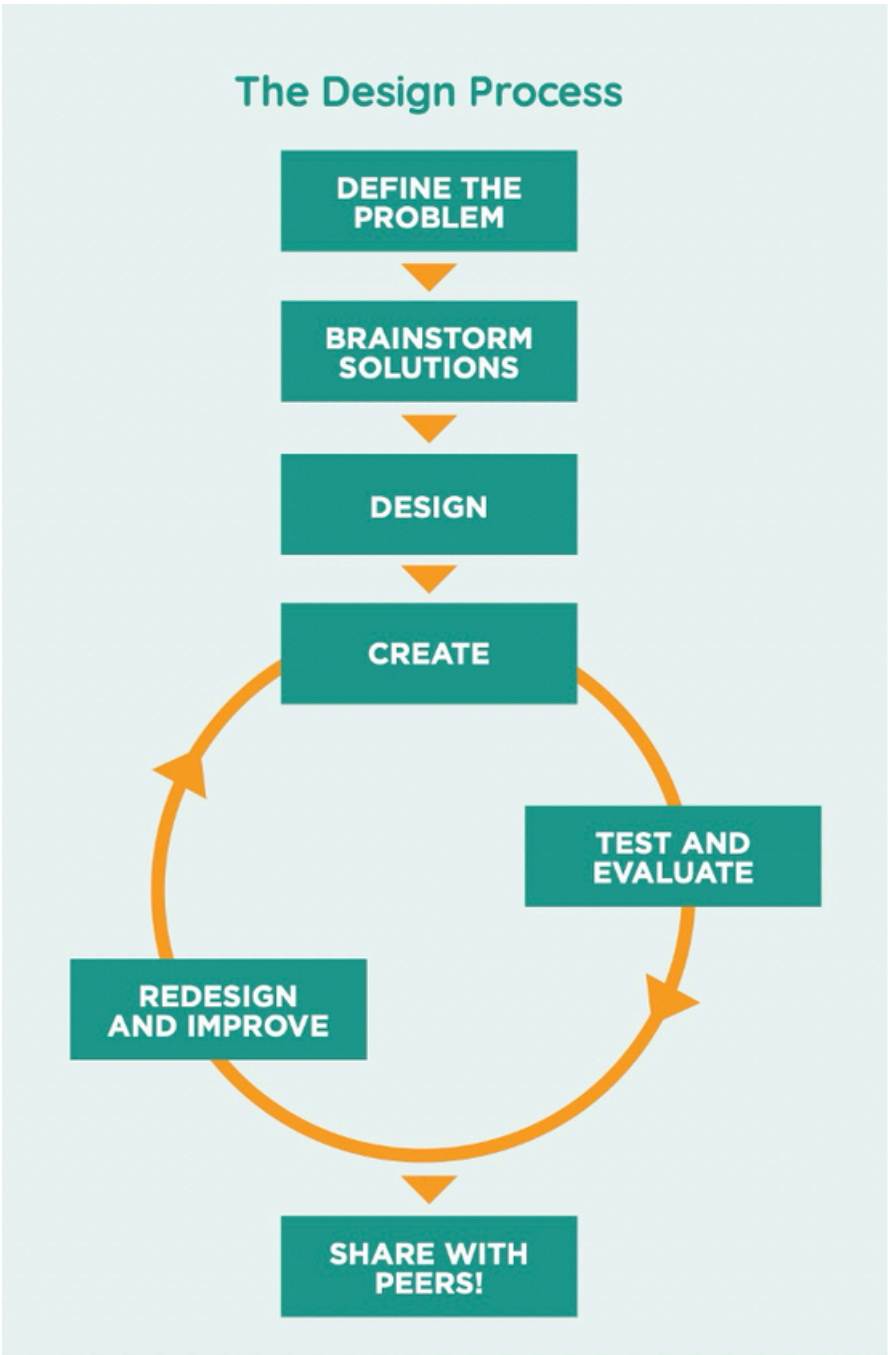 The Design Process
DEFINE THE
PROBLEM
BRAINSTORM
SOLUTIONS
DESIGN
CREATE
TEST AND
EVALUATE
REDESIGN
AND IMPROVE
SHARE WITH
PEERS!